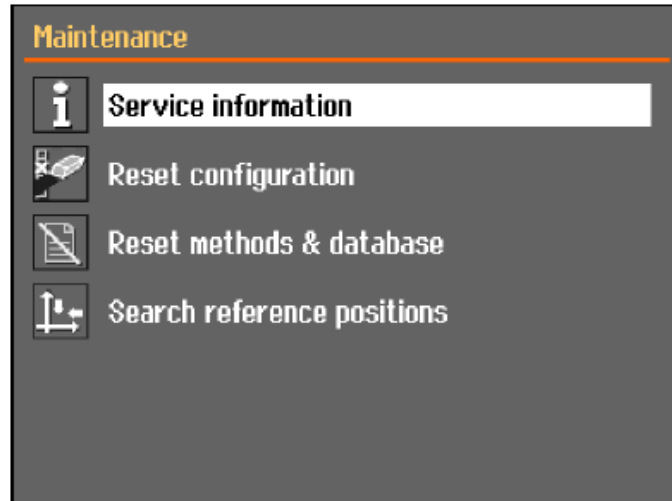 Maintenance
Service information
Reset configuration
Reset methods & database
Search reference positions